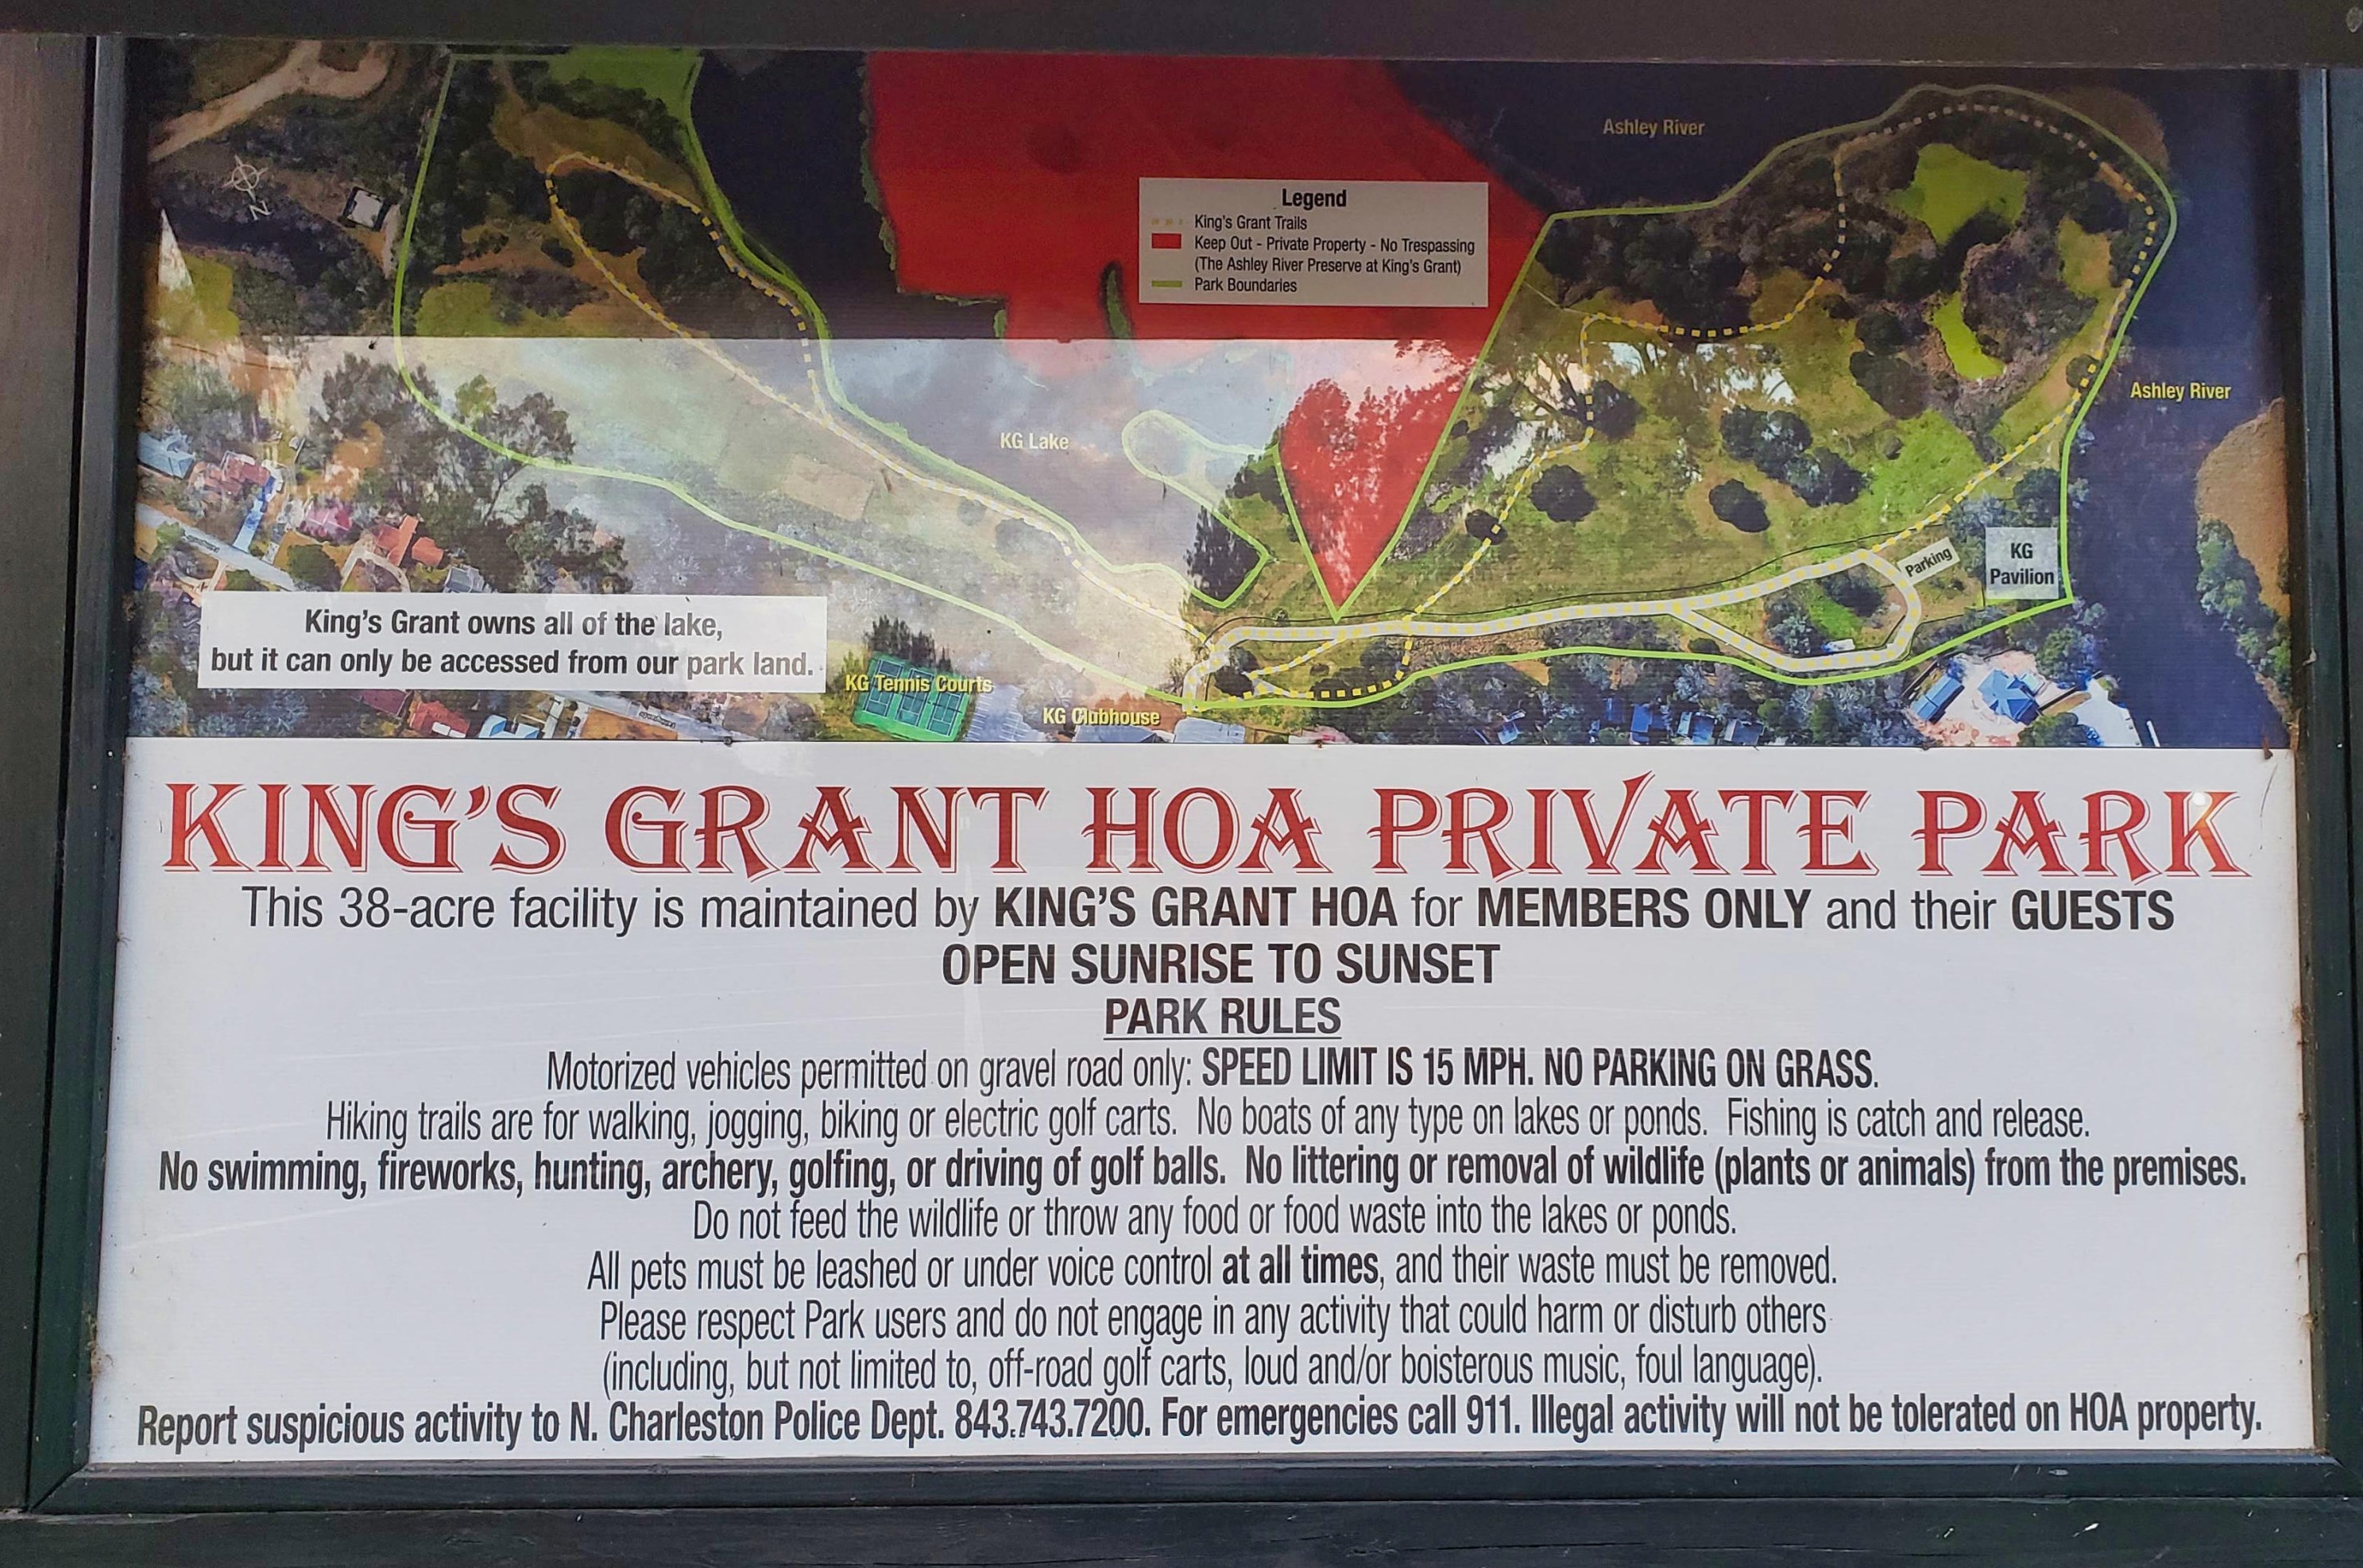 Ashley River
N
Legend
King's Grant Trails
Keep Out - Private Property - No Trespassing
(The Ashley River Preserve at King's Grant)
Park Boundaries
Ashley River
KG Lake
Parking
KG
Pavilion
King's Grant owns all of the lake,
but it can only be accessed from our park land.
KG Tennis Courts
KG Clubhouse
KING'S GRANT HOA PRIVATE PARK
This 38-acre facility is maintained by KING'S GRANT HOA for MEMBERS ONLY and their GUESTS
OPEN SUNRISE TO SUNSET
PARK RULES
Motorized vehicles permitted on gravel road only: SPEED LIMIT IS 15 MPH. NO PARKING ON GRASS.
Hiking trails are for walking, jogging, biking or electric golf carts. No boats of any type on lakes or ponds. Fishing is catch and release.
No swimming, fireworks, hunting, archery, golfing, or driving of golf balls. No littering or removal of wildlife (plants or animals) from the premises.
Do not feed the wildlife or throw any food or food waste into the lakes or ponds.
All pets must be leashed or under voice control at all times, and their waste must be removed.
Please respect Park users and do not engage in any activity that could harm or disturb others
(including, but not limited to, off-road golf carts, loud and/or boisterous music, foul language).
Report suspicious activity to N. Charleston Police Dept. 843.743.7200. For emergencies call 911. Illegal activity will not be tolerated on HOA property.